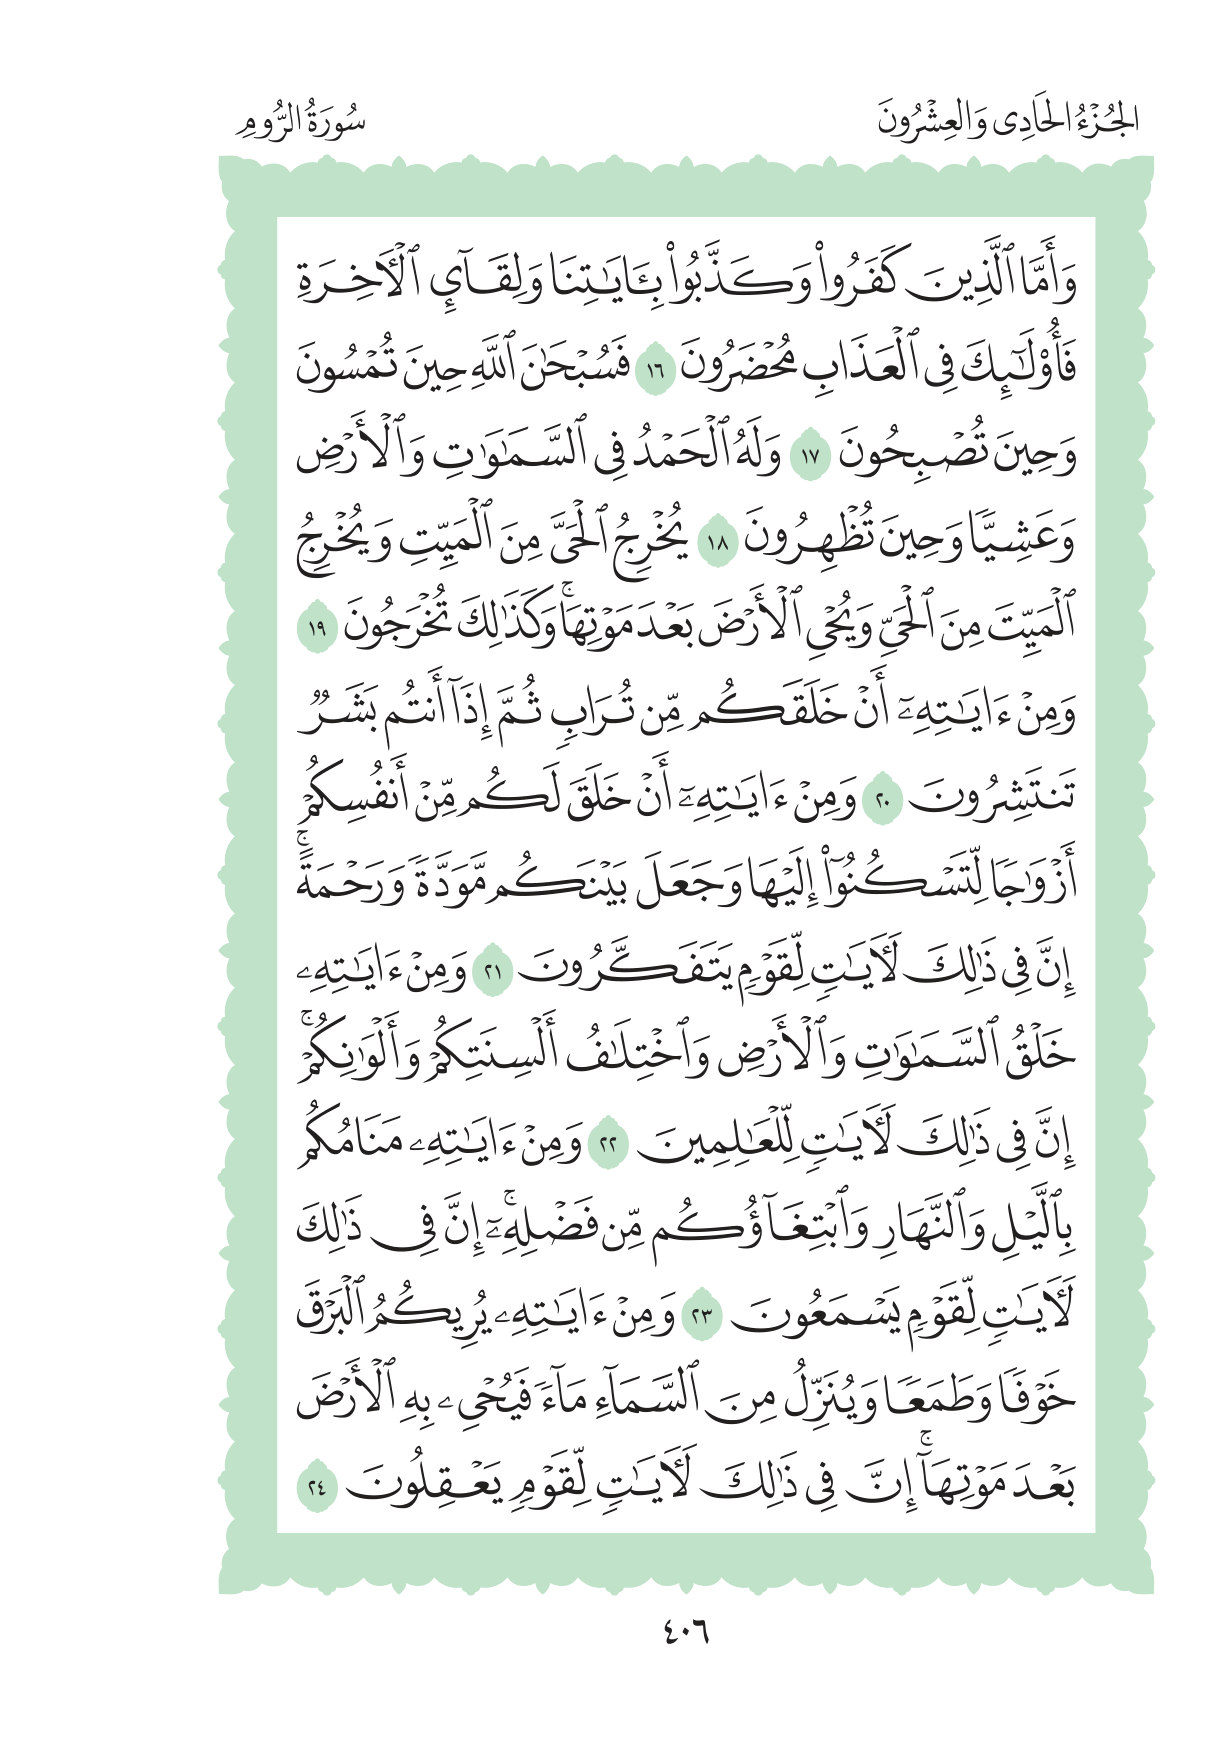 الجُزْءُ الحَادِى وَالعِشْرُونَ
سُورَةُ الرُّومِ
وَأَمَّا ٱلَّذِينَ كَفَرُواْ وَكَذَّبُواْ بِـَٔايَٰتِنَا وَلِقَآيِٕ ٱلْأٓخِرَةِ
فَأُوْلَٰٓئِكَ فِى ٱلْعَذَابِ مُحْضَرُونَ ١٦ فَسُبْحَٰنَ ٱللَّهِ حِينَ تُمْسُونَ
وَحِينَ تُصْبِحُونَ ١٧ وَلَهُ ٱلْحَمْدُ فِى ٱلسَّمَٰوَٰتِ وَٱلْأَرْضِ
وَعَشِيًّا وَحِينَ تُظْهِرُونَ ١٨ يُخْرِجُ ٱلْحَىَّ مِنَ ٱلْمَيِّتِ وَيُخْرِجُ
ٱلْمَيِّتَ مِنَ ٱلْحَىِّ وَيُحْىِ ٱلْأَرْضَ بَعْدَ مَوْتِهَاۚ وَكَذَٰلِكَ تُخْرَجُونَ ١٩
وَمِنْ ءَايَٰتِهِۦٓ أَنْ خَلَقَكُم مِّن تُرَابٍ ثُمَّ إِذَآ أَنتُم بَشَرٌ
تَنتَشِرُونَ ٢٠ وَمِنْ ءَايَٰتِهِۦٓ أَنْ خَلَقَ لَكُم مِّنْ أَنفُسِكُمْ
أَزْوَٰجًا لِّتَسْكُنُوٓاْ إِلَيْهَا وَجَعَلَ بَيْنَكُم مَّوَدَّةً وَرَحْمَةًۚ
إِنَّ فِى ذَٰلِكَ لَأٓيَٰتٍ لِّقَوْمٍ يَتَفَكَّرُونَ ٢١ وَمِنْ ءَايَٰتِهِۦ
خَلْقُ ٱلسَّمَٰوَٰتِ وَٱلْأَرْضِ وَٱخْتِلَٰفُ أَلْسِنَتِكُمْ وَأَلْوَٰنِكُمْۚ
إِنَّ فِى ذَٰلِكَ لَأٓيَٰتٍ لِّلْعَٰلِمِينَ ٢٢ وَمِنْ ءَايَٰتِهِۦ مَنَامُكُم
بِٱلَّيْلِ وَٱلنَّهَارِ وَٱبْتِغَآؤُكُم مِّن فَضْلِهِۦٓۚ إِنَّ فِى ذَٰلِكَ
لَأٓيَٰتٍ لِّقَوْمٍ يَسْمَعُونَ ٢٣ وَمِنْ ءَايَٰتِهِۦ يُرِيكُمُ ٱلْبَرْقَ
خَوْفًا وَطَمَعًا وَيُنَزِّلُ مِنَ ٱلسَّمَآءِ مَآءً فَيُحْىِۦ بِهِ ٱلْأَرْضَ
بَعْدَ مَوْتِهَآۚ إِنَّ فِى ذَٰلِكَ لَأٓيَٰتٍ لِّقَوْمٍ يَعْقِلُونَ ٢٤
٤٠٦